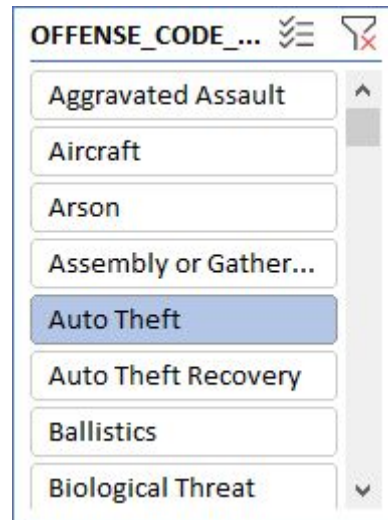 OFFENSE_CODE_...
Aggravated Assault
Aircraft
Arson
Assembly or Gather...
Auto Theft
Auto Theft Recovery
Ballistics
Biological Threat